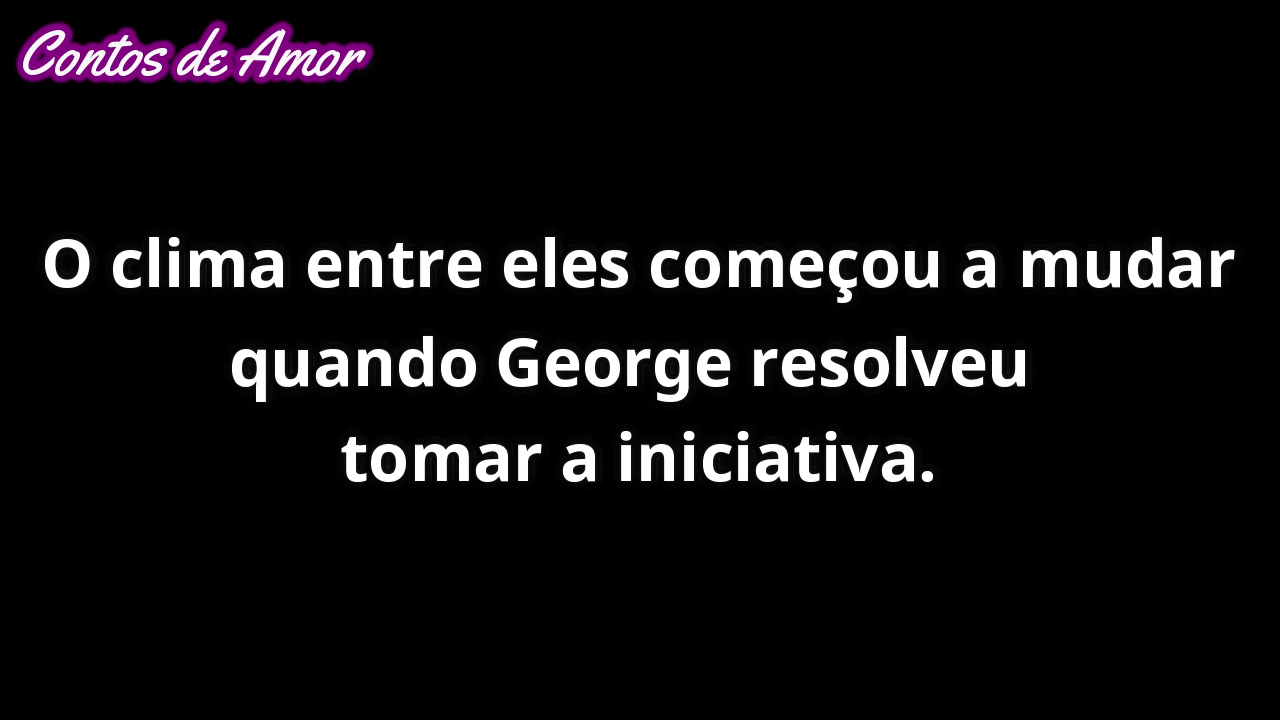 Contos de Amor
O clima entre eles começou a mudar
quando George resolveu
tomar a iniciativa.